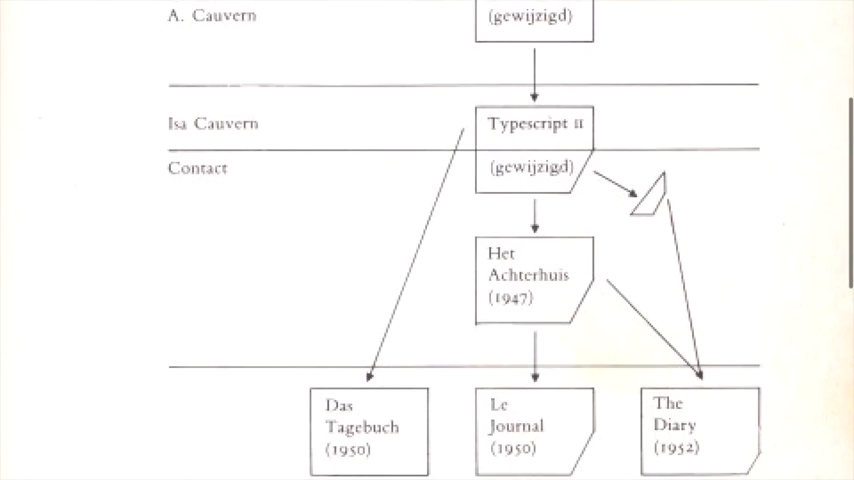 A. Cauvern
(gewijzigd)
Isa Cauvern
Typescript II
Contact
(gewijzigd)
Het
Achterhuis
(1947)
Das
Tagebuch
(1950)
Le
Journal
(1950)
The
Diary
(1952)